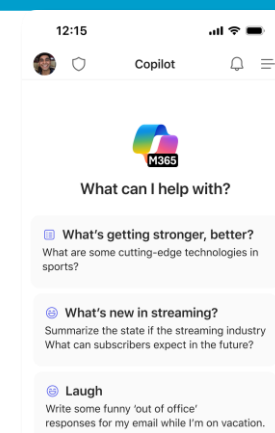 12:15
Copilot
M365
What can I help with?
What's getting stronger, better?
What are some cutting-edge technologies in
sports?
What's new in streaming?
Summarize the state if the streaming industry
What can subscribers expect in the future?
Laugh
Write some funny 'out of office'
responses for my email while I'm on vacation.